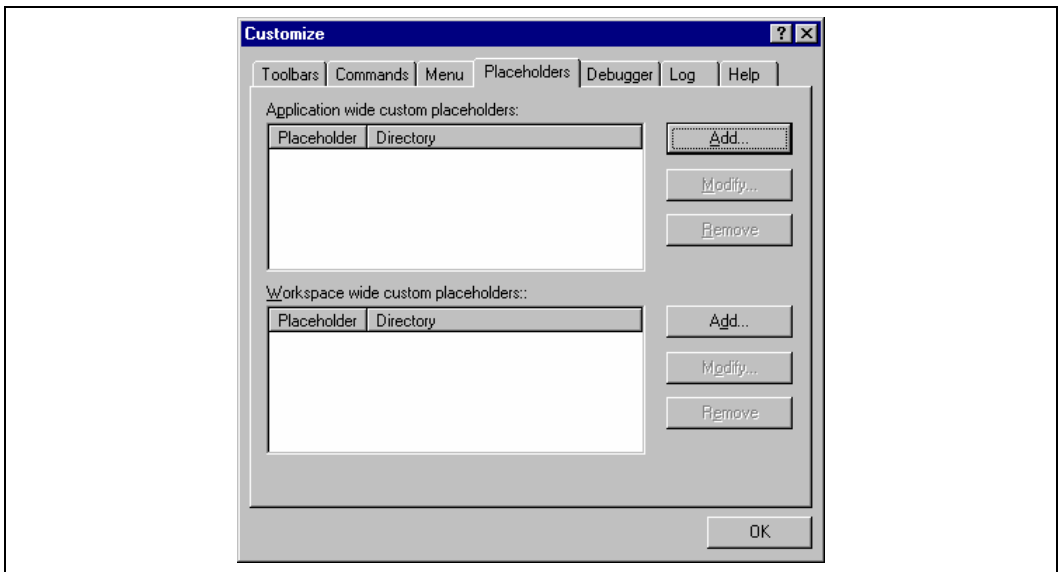 Customize
Toolbars Commands Menu Placeholders Debugger Log Help
Application wide custom placeholders:
Placeholder Directory
Add...
Modify...
Remove
Workspace wide custom placeholders::
Placeholder Directory
Add...
Modify...
Remove
OK